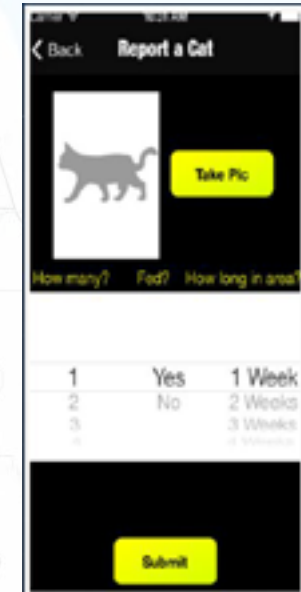 Back Report a Cat
Take Pic
How many? Fed? How long in area?
1 Yes 1 Week
2 No 2 Weeks
3 3 Weeks
Submit